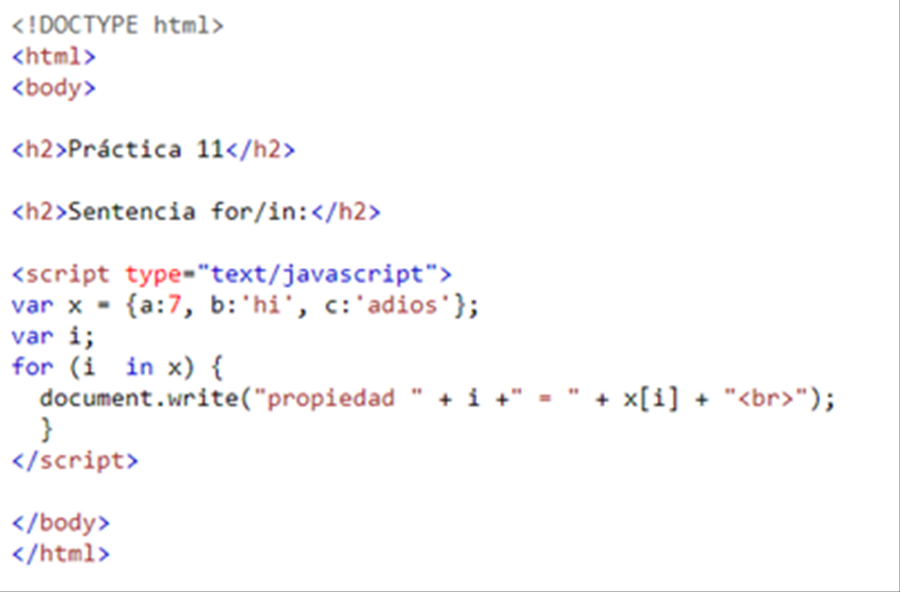 <!DOCTYPE html>
<html>
<body>
<h2>Práctica 11</h2>
<h2>Sentencia for/in:</h2>
<script type="text/javascript">
var x = {a:7, b:'hi', c:'adios'};
var i;
for (i  in x) {
  document.write("propiedad " + i +" = " + x[i] + "<br>");
  }
</script>
</body>
</html>